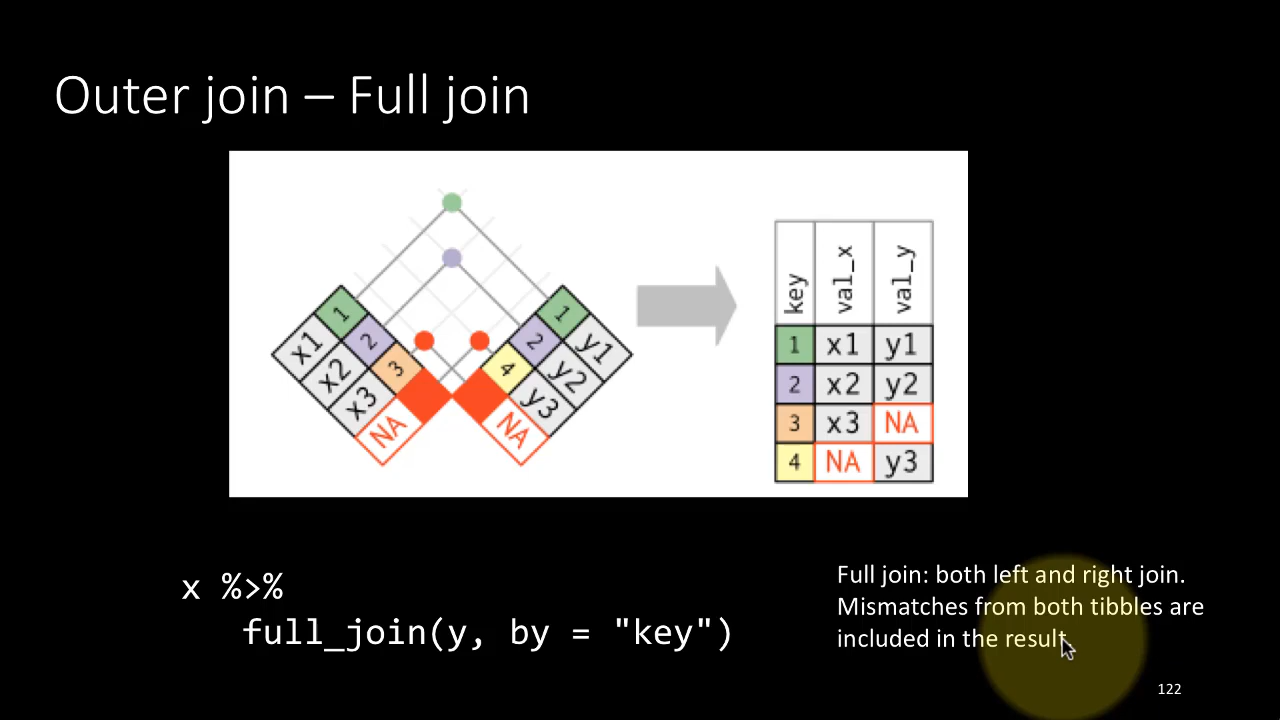 Outer join – Full join
1
2
3
x1
x2
x3
NA
1
2
4
y1
y2
y3
NA
key val_x val_y
1 x1 y1
2 x2 y2
3 x3 NA
4 NA y3
x %>%
full_join(y, by = "key")
Full join: both left and right join.
Mismatches from both tibbles are
included in the result.
122